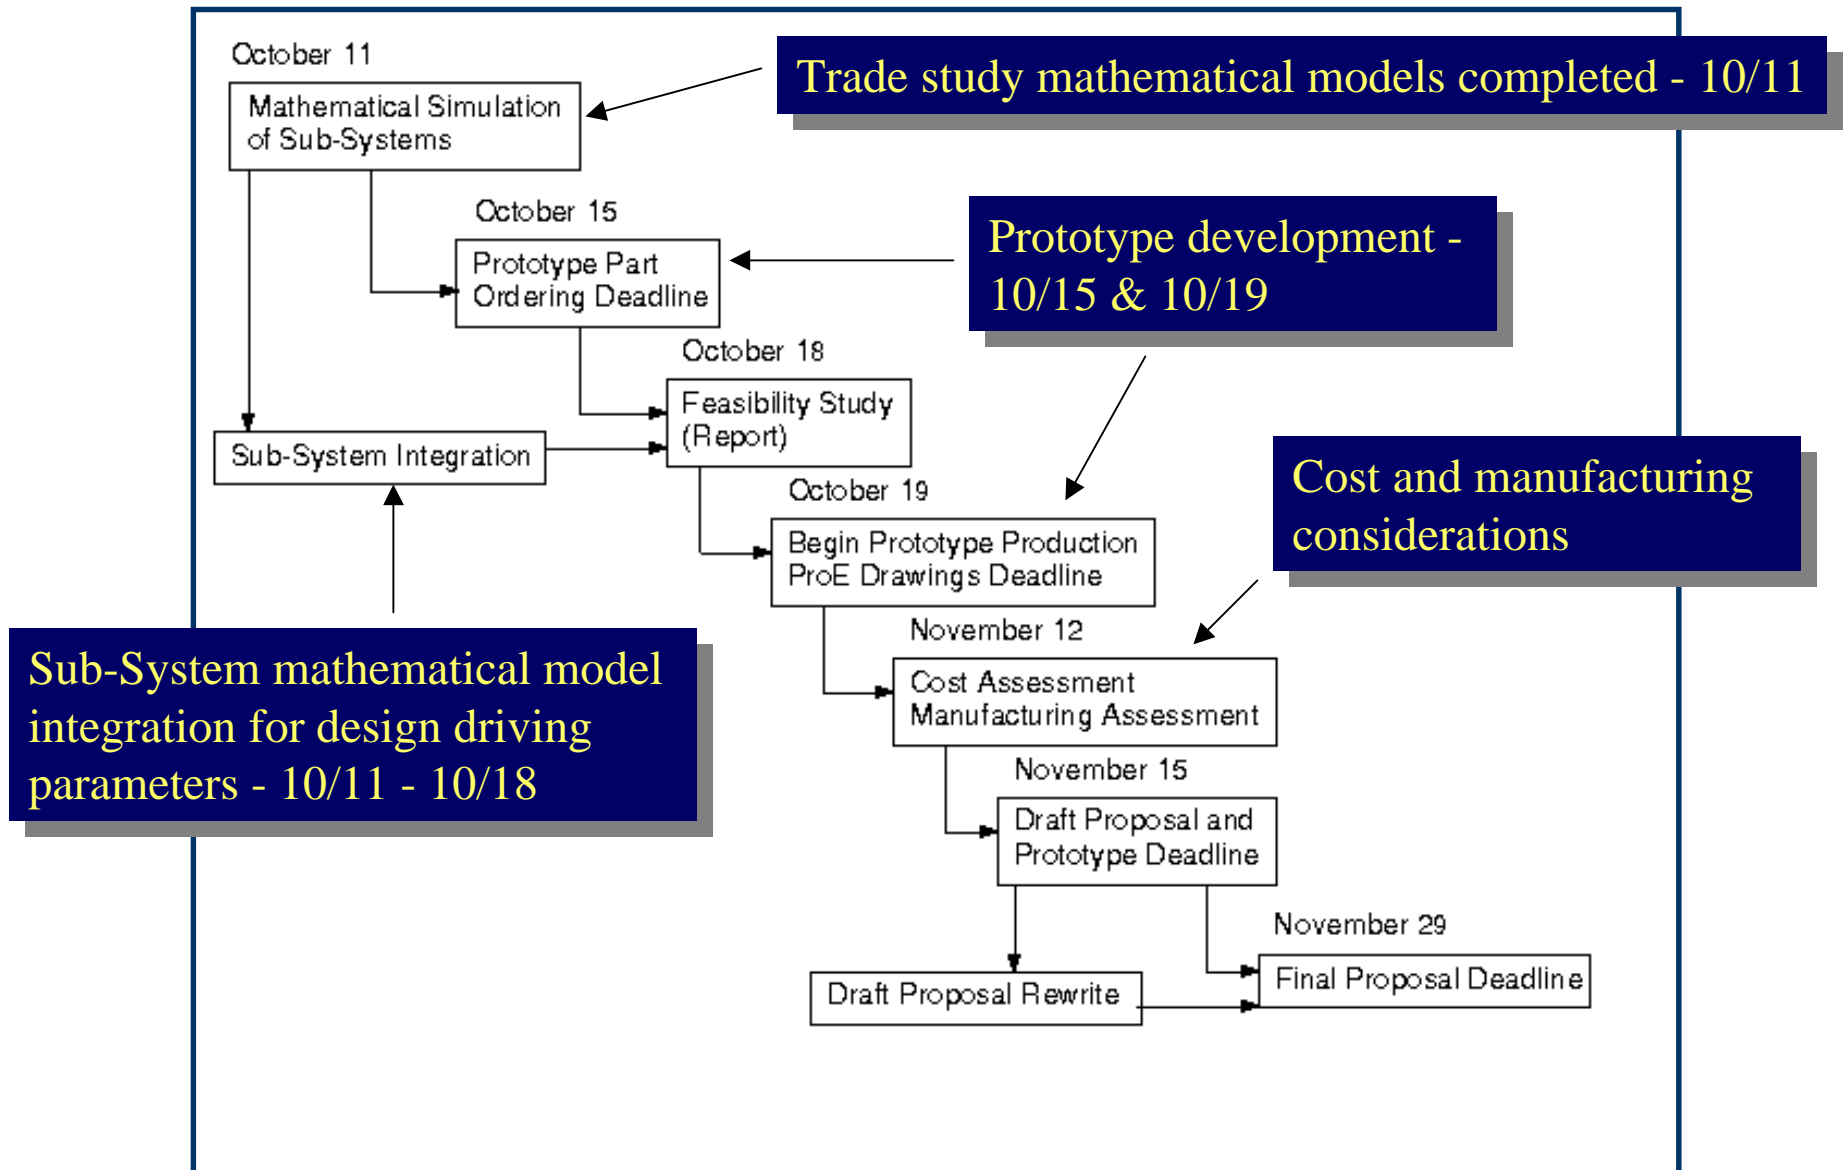 October 11
Trade study mathematical models completed - 10/11
Mathematical Simulation
of Sub-Systems
October 15
Prototype Part
Ordering Deadline
Prototype development -
10/15 & 10/19
October 18
Feasibility Study
(Report)
Sub-System Integration
October 19
Begin Prototype Production
ProE Drawings Deadline
Cost and manufacturing
considerations
Sub-System mathematical model
integration for design driving
parameters - 10/11 - 10/18
November 12
Cost Assessment
Manufacturing Assessment
November 15
Draft Proposal and
Prototype Deadline
November 29
Final Proposal Deadline
Draft Proposal Rewrite